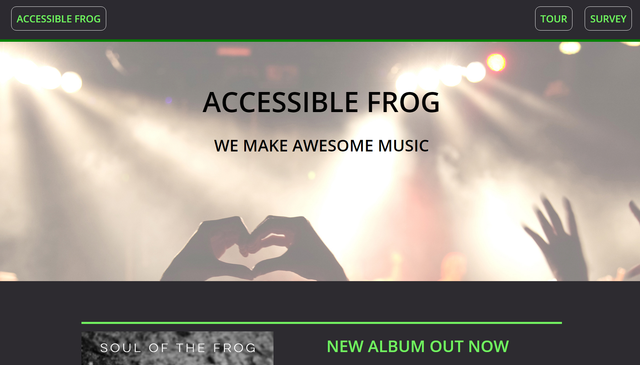 ACCESSIBLE FROG
TOUR
SURVEY
ACCESSIBLE FROG
WE MAKE AWESOME MUSIC
SOUL OF THE FROG
NEW ALBUM OUT NOW